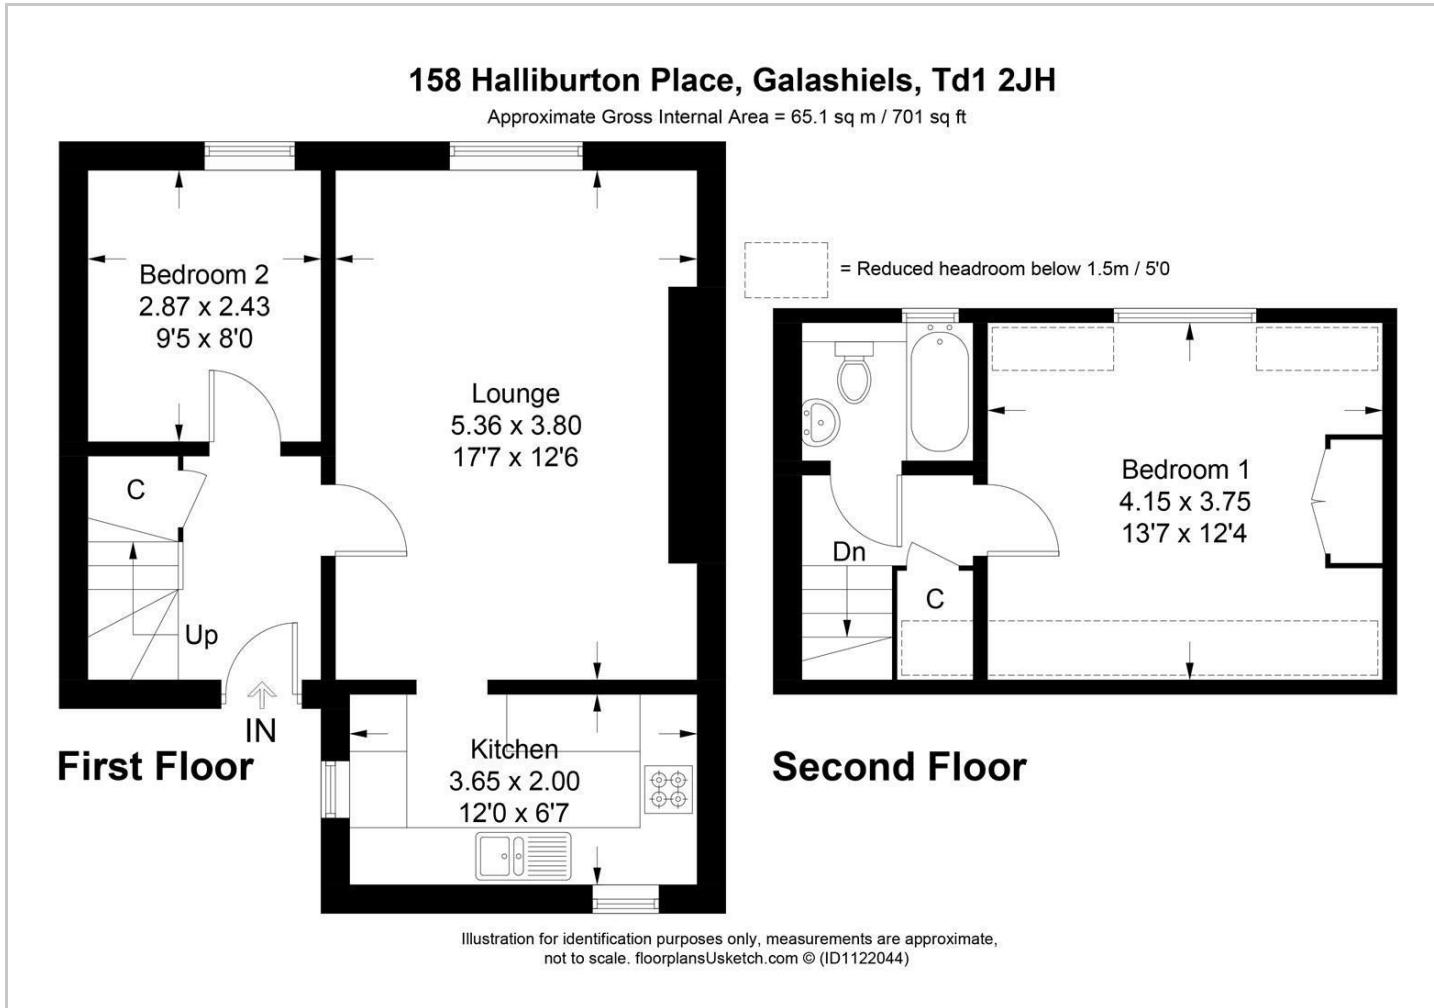 158 Halliburton Place, Galashiels, Td1 2JH
Approximate Gross Internal Area = 65.1 sq m / 701 sq ft
Bedroom 2
2.87 x 2.43
9'5 x 8'0
Lounge
5.36 x 3.80
17'7 x 12'6
C
Up
IN
First Floor
Kitchen
3.65 x 2.00
12'0 x 6'7
= Reduced headroom below 1.5m / 5'0
Bedroom 1
4.15 x 3.75
13'7 x 12'4
Dn
C
Second Floor
Illustration for identification purposes only, measurements are approximate,
not to scale. floorplansUsketch.com © (ID1122044)